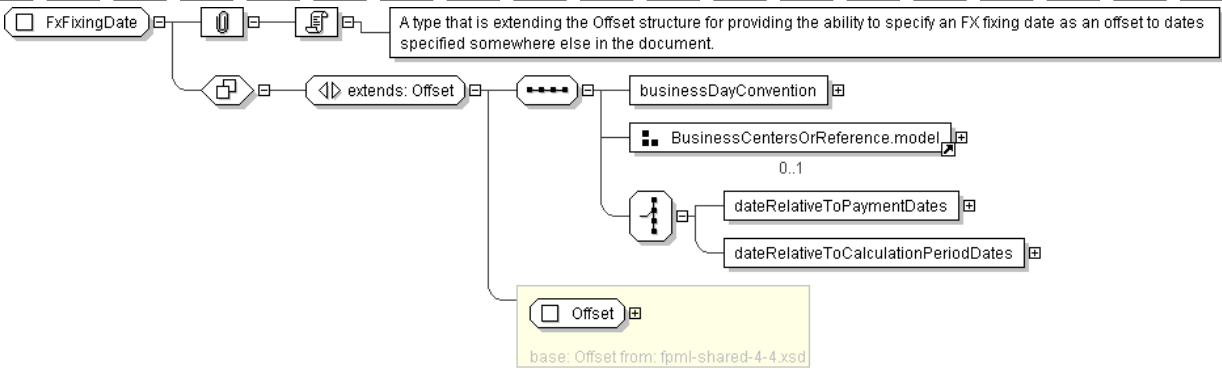 FxFixingDate
A type that is extending the Offset structure for providing the ability to specify an FX fixing date as an offset to dates
specified somewhere else in the document.
extends: Offset
businessDayConvention
BusinessCentersOrReference.model
0..1
dateRelativeToPaymentDates
dateRelativeToCalculationPeriodDates
Offset
base: Offset from: fpml-shared-4-4.xsd